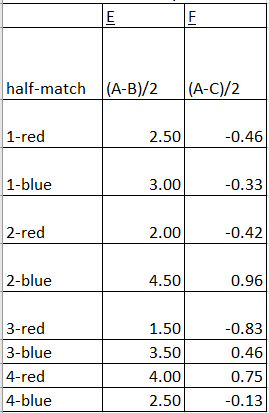 E F
half-match (A-B)/2 (A-C)/2
1-red 2.50 -0.46
1-blue 3.00 -0.33
2-red 2.00 -0.42
2-blue 4.50 0.96
3-red 1.50 -0.83
3-blue 3.50 0.46
4-red 4.00 0.75
4-blue 2.50 -0.13